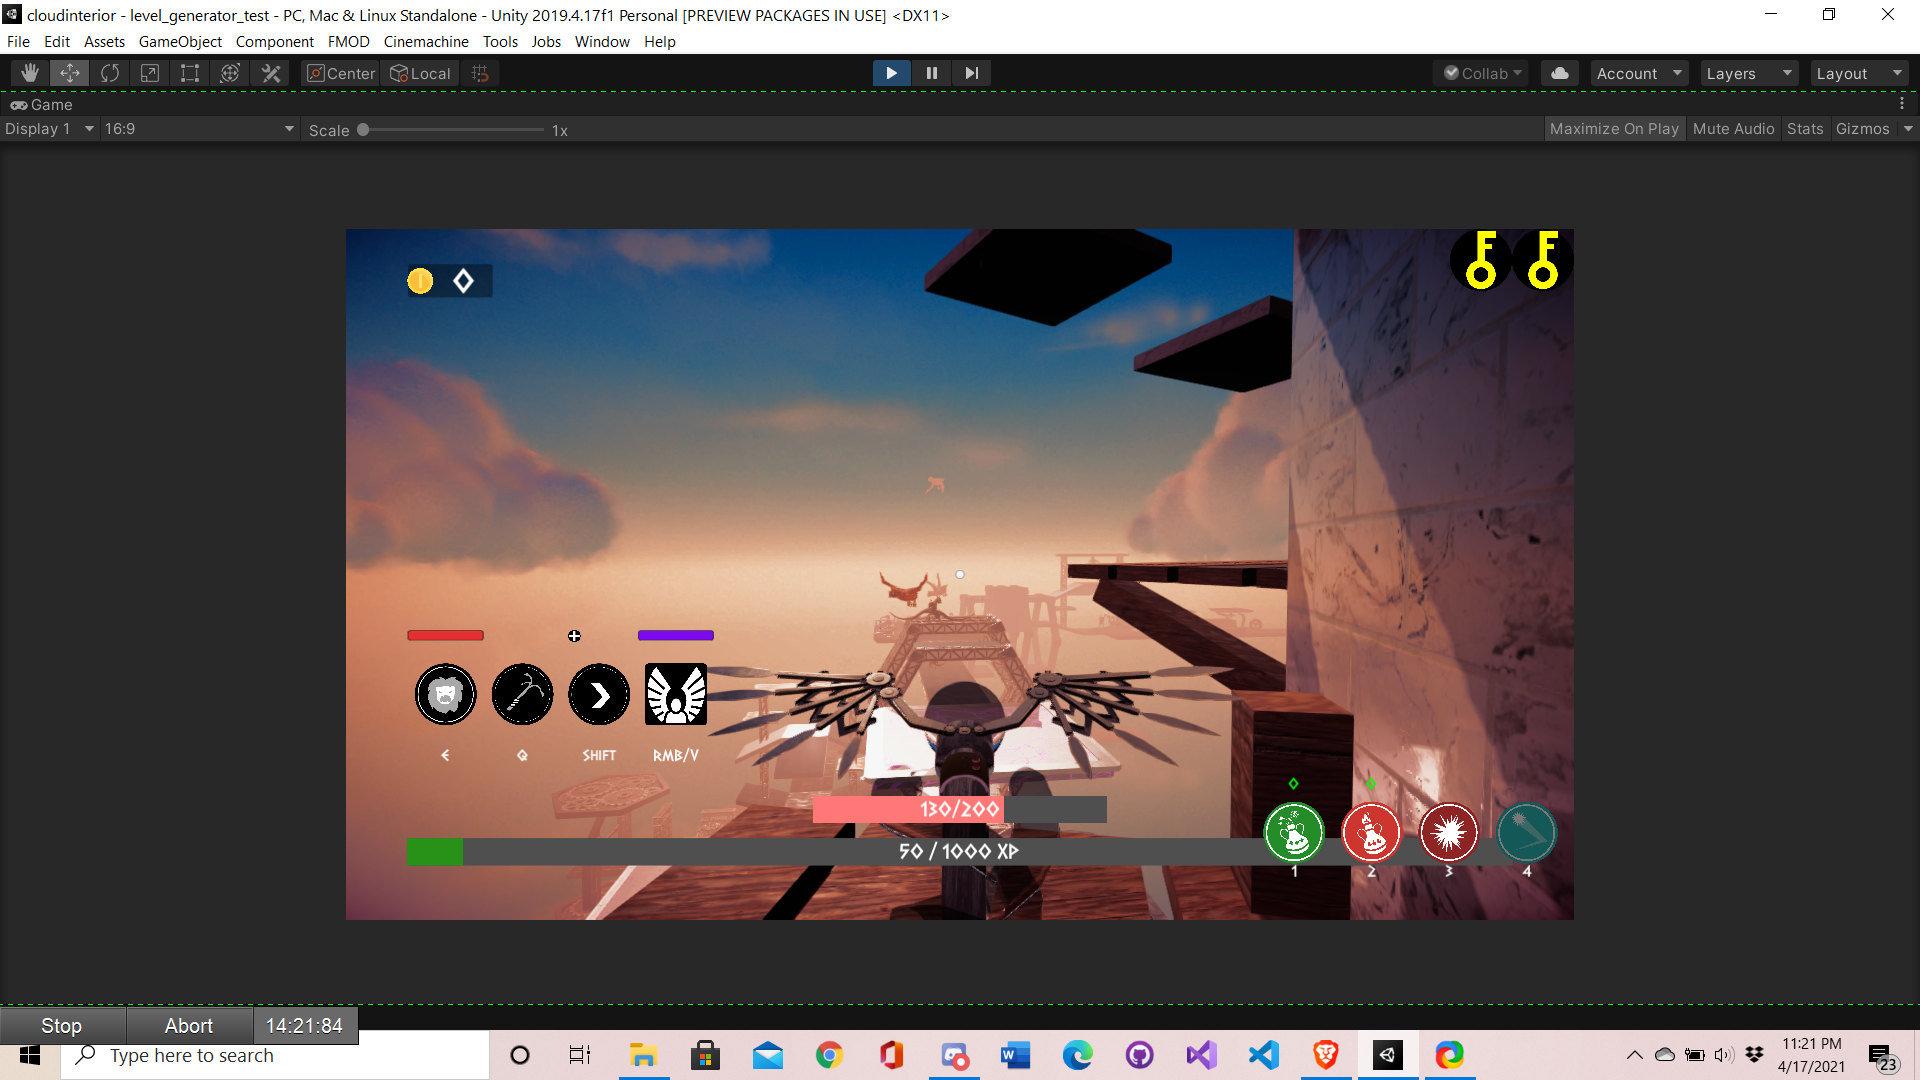 cloudinterior - level_generator_test - PC, Mac & Linux Standalone - Unity 2019.4.17f1 Personal [PREVIEW PACKAGES IN USE] <DX11>
File Edit Assets GameObject Component FMOD Cinemachine Tools Jobs Window Help
Center Local Collab Account Layers Layout
Game
Display 1 16:9 Scale 1x Maximize On Play Mute Audio Stats Gizmos
0
E Q SHIFT RMB/V
0 0
130/200
50 / 1000 XP
1 2 3 4
Stop Abort 14:21:84
Type here to search
11:21 PM
4/17/2021
23